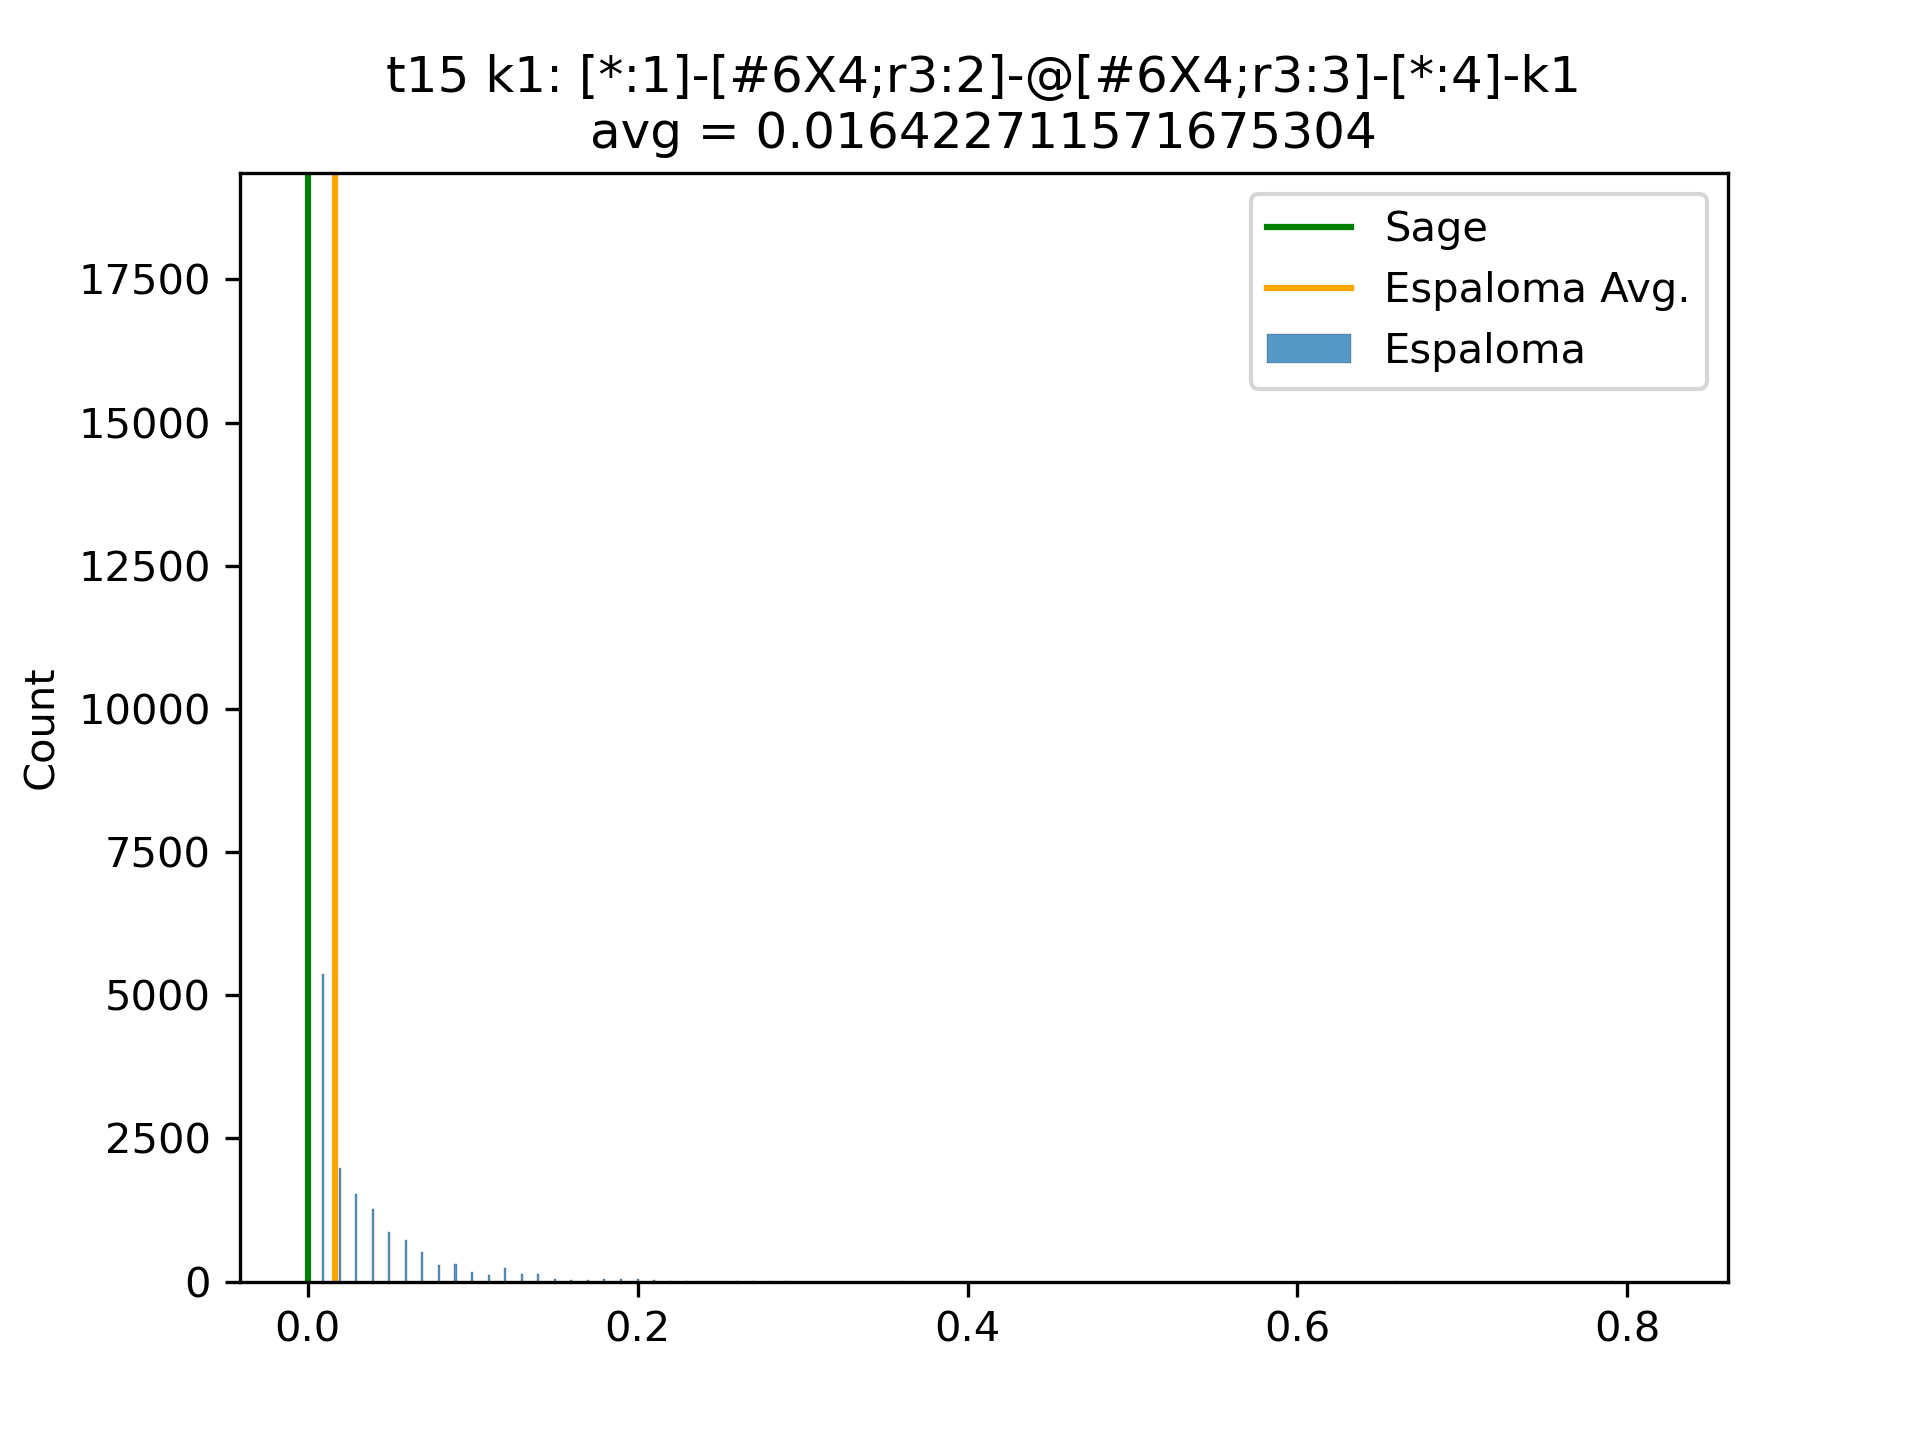 t15 k1: [*:1]-[#6X4;r3:2]-@[#6X4;r3:3]-[*:4]-k1
avg = 0.016422711571675304
Sage
Espaloma Avg.
Espaloma
Count
17500
15000
12500
10000
7500
5000
2500
0
0.0 0.2 0.4 0.6 0.8